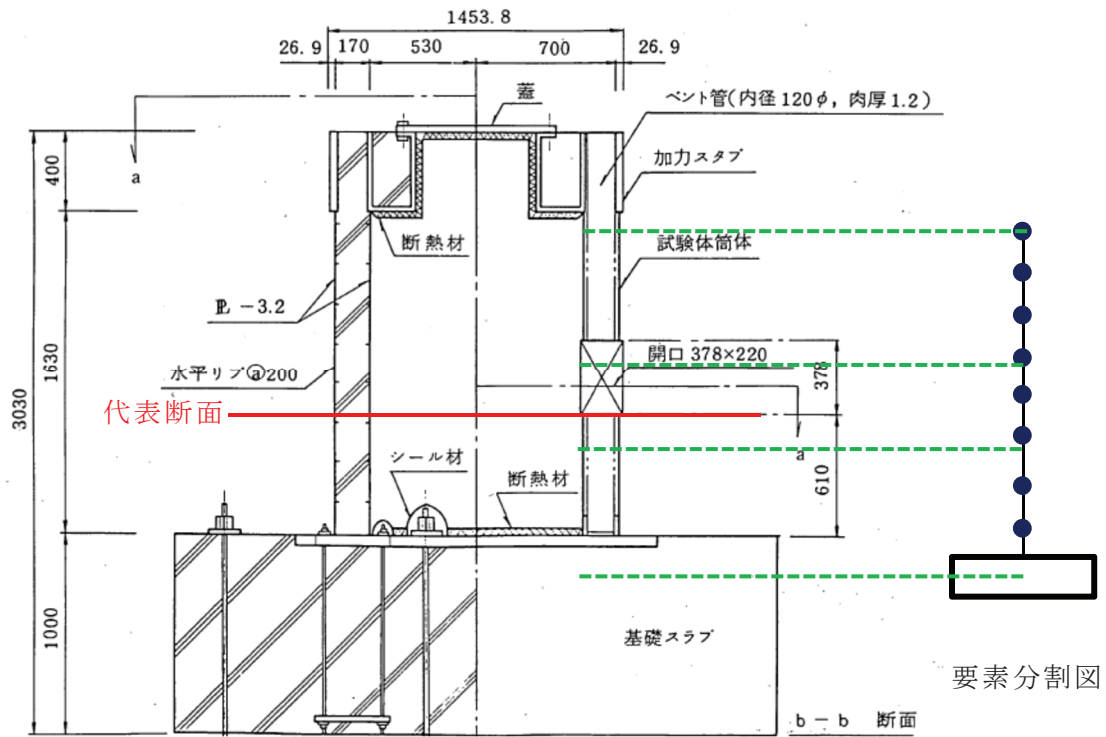 1453.8
26.9 170 530 700 26.9
蓋
ベント管(内径120φ, 肉厚1.2)
a
400
加力スタブ
断熱材
試験体筒体
PL -3.2
1630
3030
水平リブⓐ200
開口 378×220
378
代表断面
a
シール材
断熱材
610
1000
基礎スラブ
要素分割図
b-b 断面